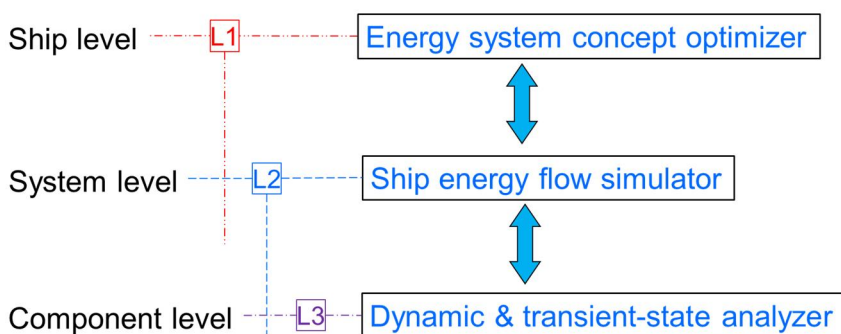 Ship level L1 Energy system concept optimizer
System level L2 Ship energy flow simulator
Component level L3 Dynamic & transient-state analyzer